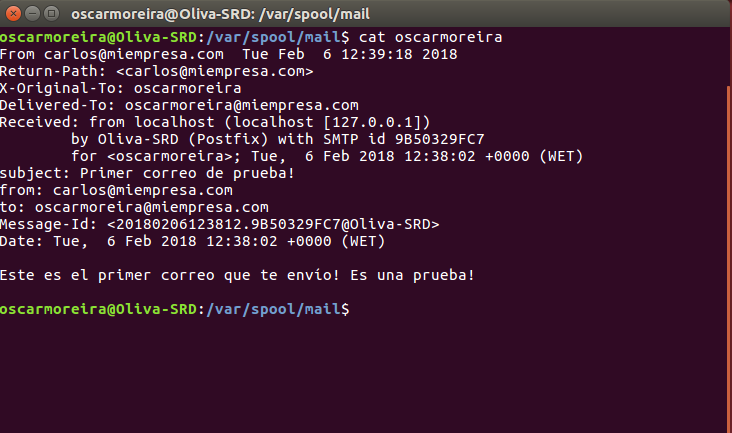 oscarmoreira@Oliva-SRD: /var/spool/mail
oscarmoreira@Oliva-SRD:/var/spool/mail$ cat oscarmoreira
From carlos@miempresa.com  Tue Feb  6 12:39:18 2018
Return-Path: <carlos@miempresa.com>
X-Original-To: oscarmoreira
Delivered-To: oscarmoreira@miempresa.com
Received: from localhost (localhost [127.0.0.1])
        by Oliva-SRD (Postfix) with SMTP id 9B50329FC7
        for <oscarmoreira>; Tue,  6 Feb 2018 12:38:02 +0000 (WET)
subject: Primer correo de prueba!
from: carlos@miempresa.com
to: oscarmoreira@miempresa.com
Message-Id: <20180206123812.9B50329FC7@Oliva-SRD>
Date: Tue,  6 Feb 2018 12:38:02 +0000 (WET)

Este es el primer correo que te envío! Es una prueba!

oscarmoreira@Oliva-SRD:/var/spool/mail$